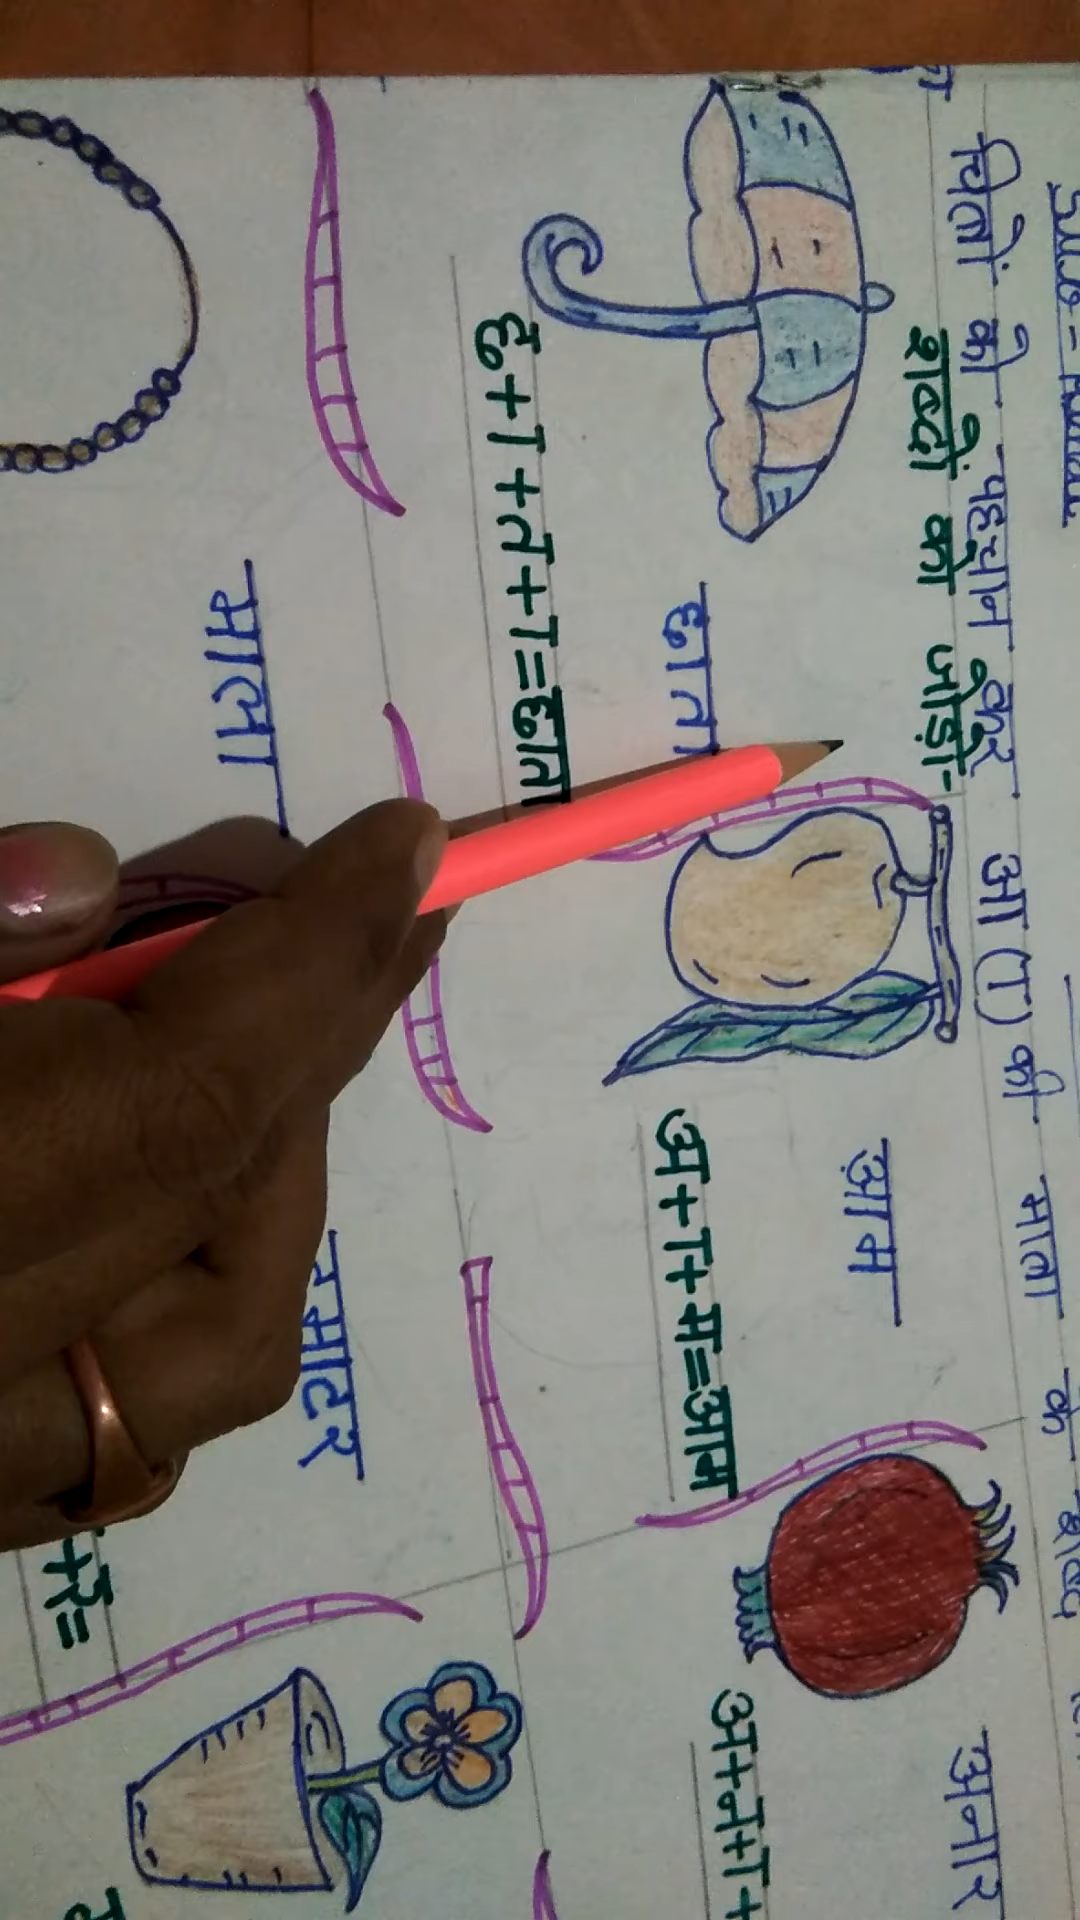 चित्रों को पहचान कर आ (ा) की मात्रा के शब्द
शब्दों को जोड़ो-
छाता
छ+ा+त+ा=छाता
आम
अ+ा+म=आम
अनार
अ+न+ा+
माला
टमाटर
+र=